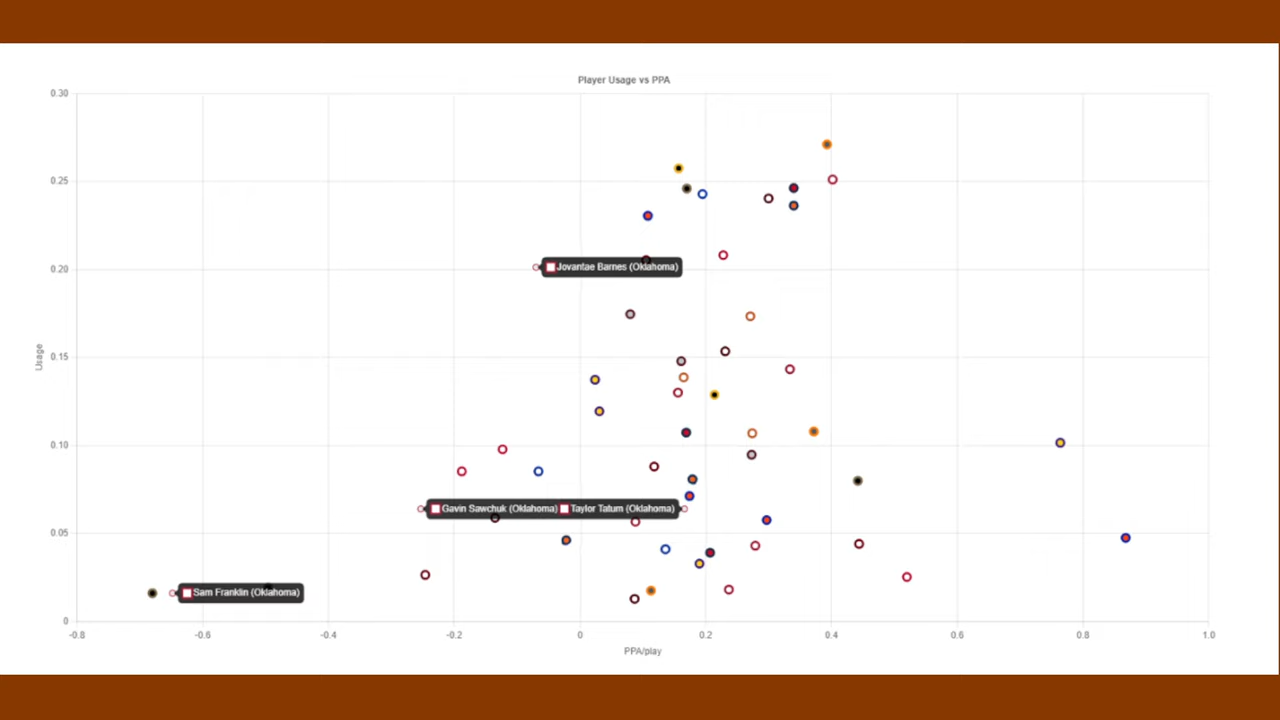 Player Usage vs PPA
0.30
0.25
0.20
Jovantae Barnes (Oklahoma)
0.15
Usage
0.10
Gavin Sawchuk (Oklahoma) Taylor Tatum (Oklahoma)
0.05
Sam Franklin (Oklahoma)
0
-0.8 -0.6 -0.4 -0.2 0 0.2 0.4 0.6 0.8 1.0
PPA/play